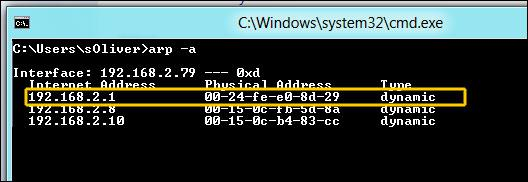 C:\Windows\system32\cmd.exe
C:\Users\sOliver>arp -a
Interface: 192.168.2.79 --- 0xd
Internet Address Physical Address Type
192.168.2.1 00-24-fe-e0-8d-29 dynamic
192.168.2.8 00-15-0c-fb-5d-8a dynamic
192.168.2.10 00-15-0c-b4-83-cc dynamic